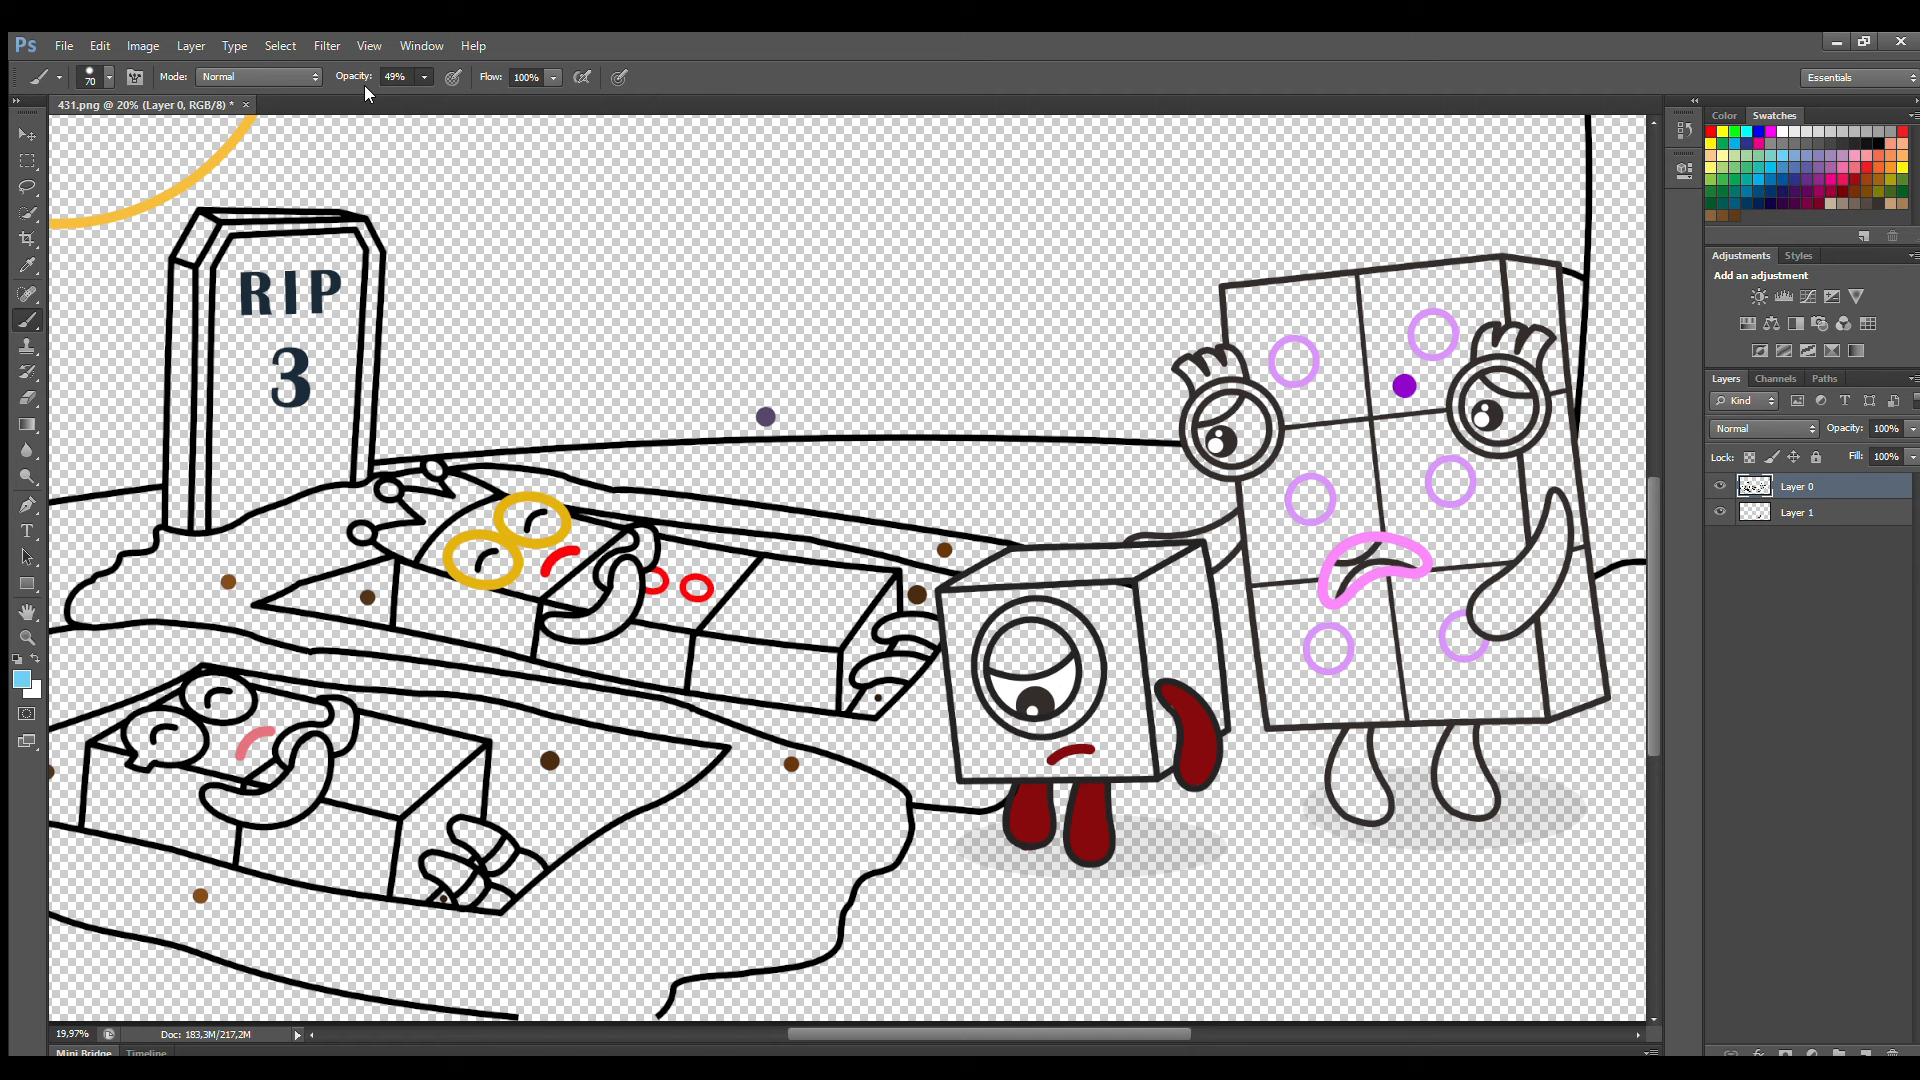 Ps File Edit Image Layer Type Select Filter View Window Help
70 Mode: Normal Opacity: 49% Flow: 100% Essentials
431.png @ 20% (Layer 0, RGB/8) * ×
Color Swatches
RIP
3
Adjustments Styles
Add an adjustment
Layers Channels Paths
Kind
Normal Opacity: 100%
Lock: Fill: 100%
Layer 0
Layer 1
19,97% Doc: 183,3M/217,2M
Mini Bridge Timeline